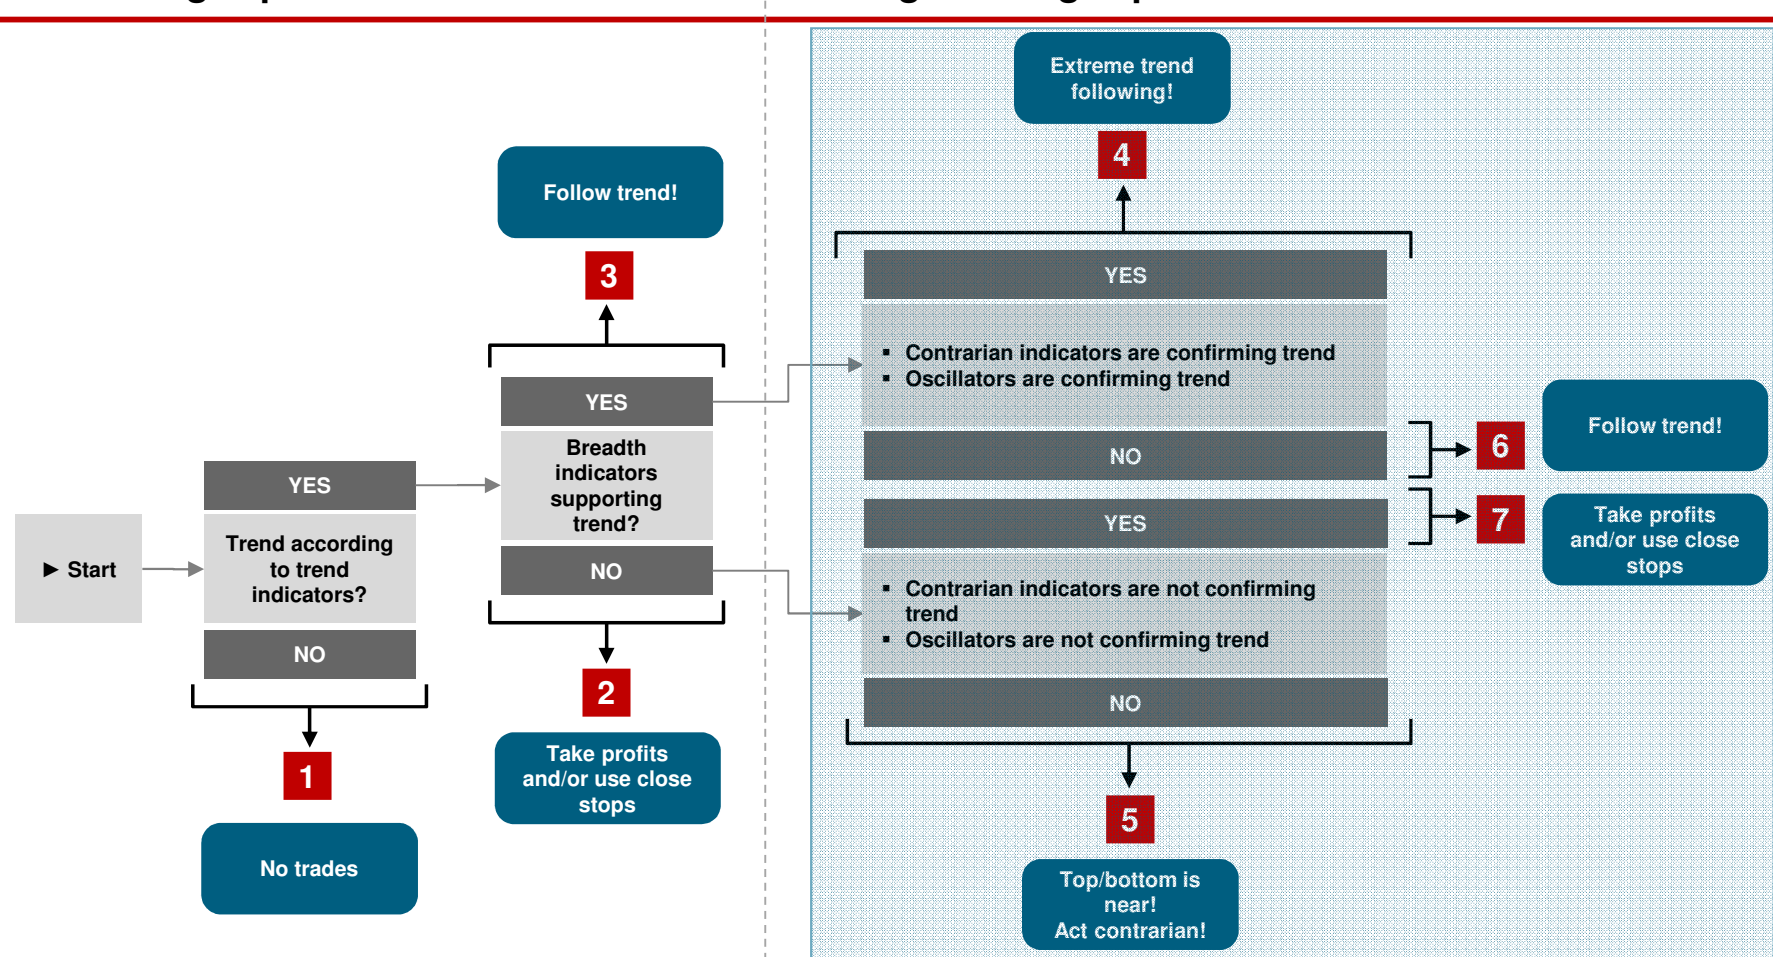 Extreme trend
following!
4
Follow trend!
3
YES
▪ Contrarian indicators are confirming trend
▪ Oscillators are confirming trend
NO
6
Follow trend!
YES
Breadth
indicators
supporting
trend?
NO
YES
Trend according
to trend
indicators?
NO
► Start
YES
7
Take profits
and/or use close
stops
▪ Contrarian indicators are not confirming
trend
▪ Oscillators are not confirming trend
NO
2
Take profits
and/or use close
stops
1
No trades
5
Top/bottom is
near!
Act contrarian!